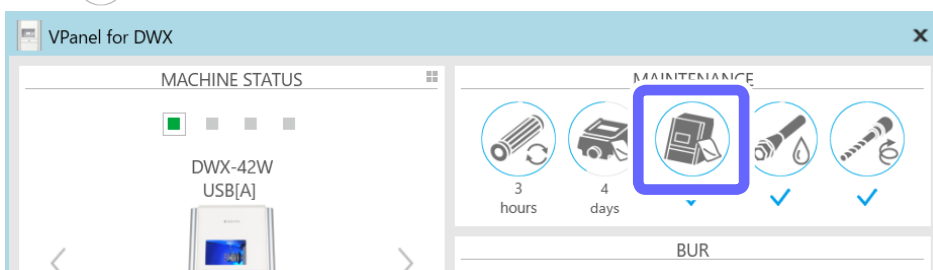 VPanel for DWX
MACHINE STATUS
DWX-42W
USB[A]
MAINTENANCE
3
hours
4
days
BUR